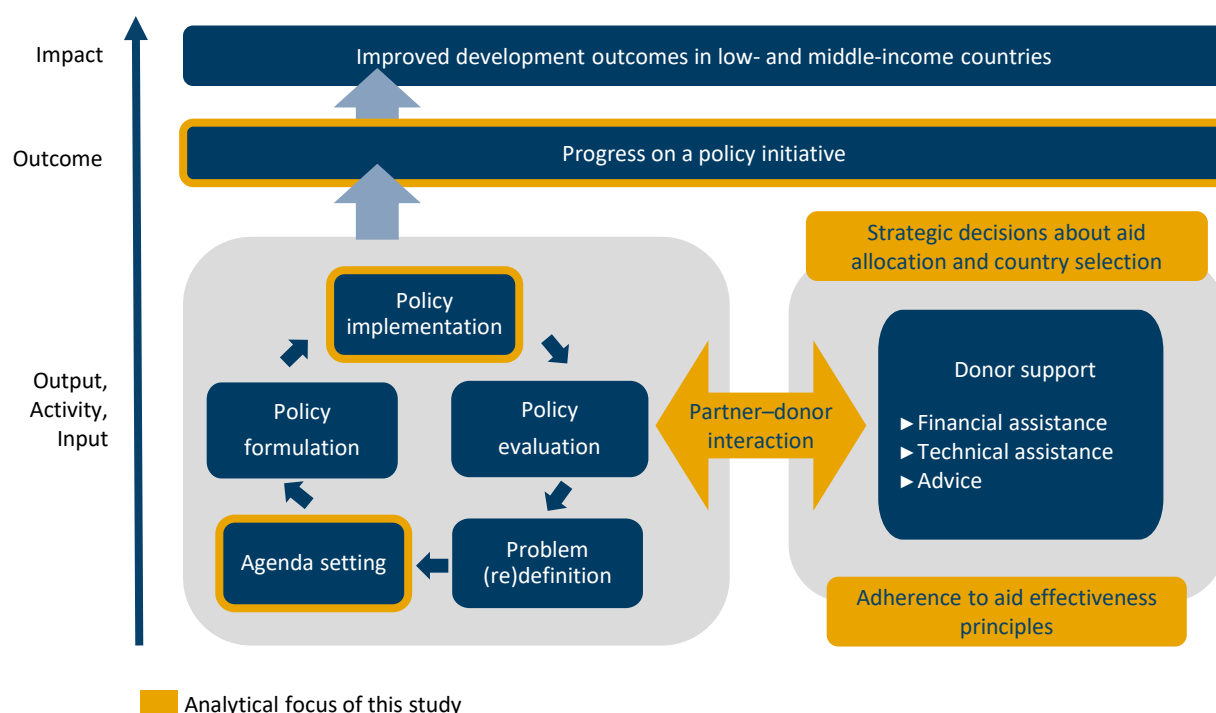 Impact
Improved development outcomes in low- and middle-income countries
Outcome
Progress on a policy initiative
Strategic decisions about aid
allocation and country selection
Policy
implementation
Output,
Activity,
Input
Policy
formulation
Policy
evaluation
Partner–donor
interaction
Donor support
►Financial assistance
►Technical assistance
►Advice
Agenda setting
Problem
(re)definition
Adherence to aid effectiveness
principles
Analytical focus of this study